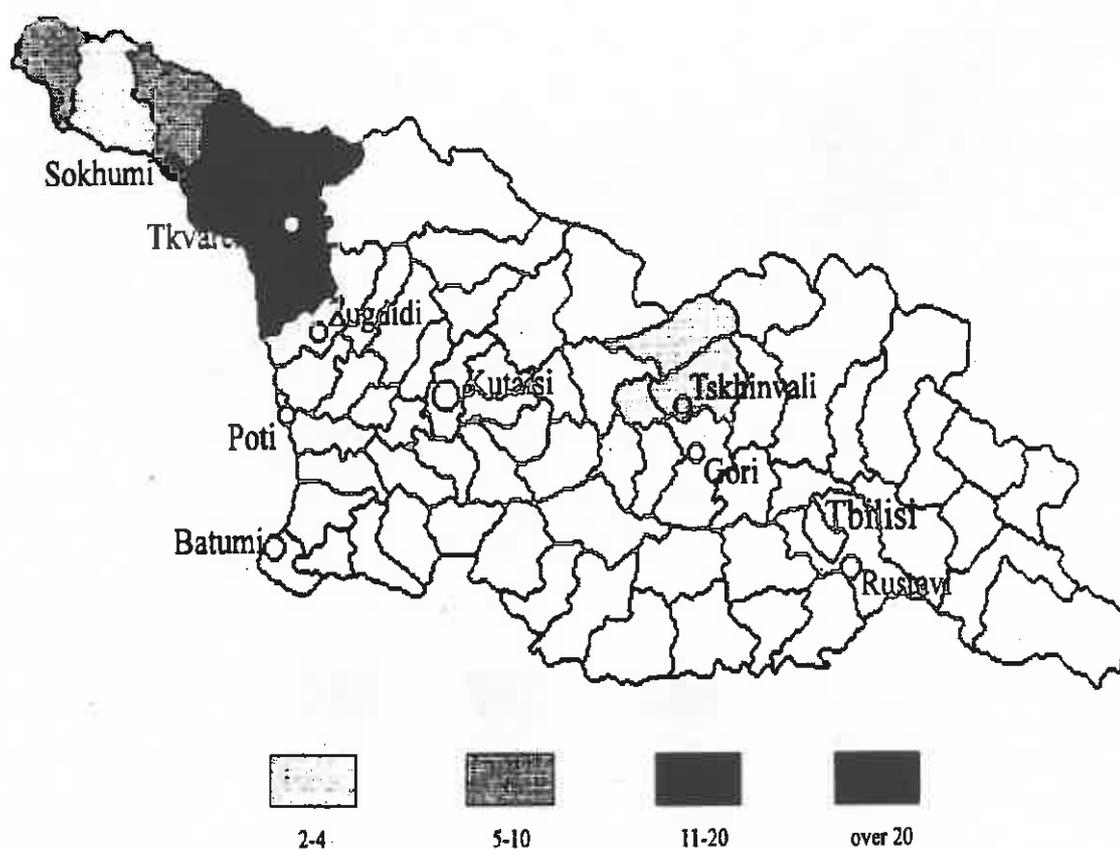 Sokhumi
Zugdidi
Kutaisi
Tskhinvali
Poti
Gori
Tbilisi
Batumi
Rustavi
2-4
5-10
11-20
over 20